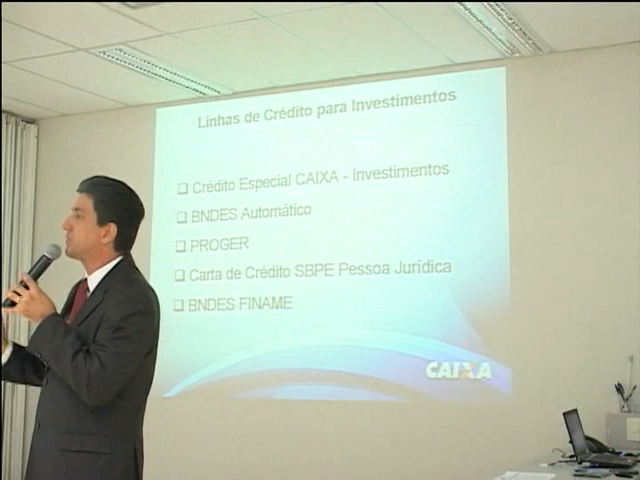 Linhas de Crédito para Investimentos
Crédito Especial CAIXA - Investimentos
BNDES Automático
PROGER
Carta de Crédito SBPE Pessoa Jurídica
BNDES FINAME
CAIXA